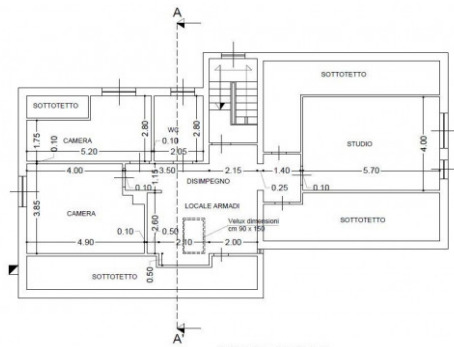 A
SOTTOTETTO
SOTTOTETTO
1.75
0.10
CAMERA
2.80
WC
0.10
2.80
STUDIO
4.00
5.20
2.05
4.00
3.50
2.15
1.40
5.70
0.10
1.15
DISIMPEGNO
0.25
0.10
3.85
CAMERA
LOCALE ARMADI
SOTTOTETTO
2.60
Velux dimensioni
cm 90 x 150
0.10
0.50
4.90
2.10
2.00
SOTTOTETTO
0.50
A'